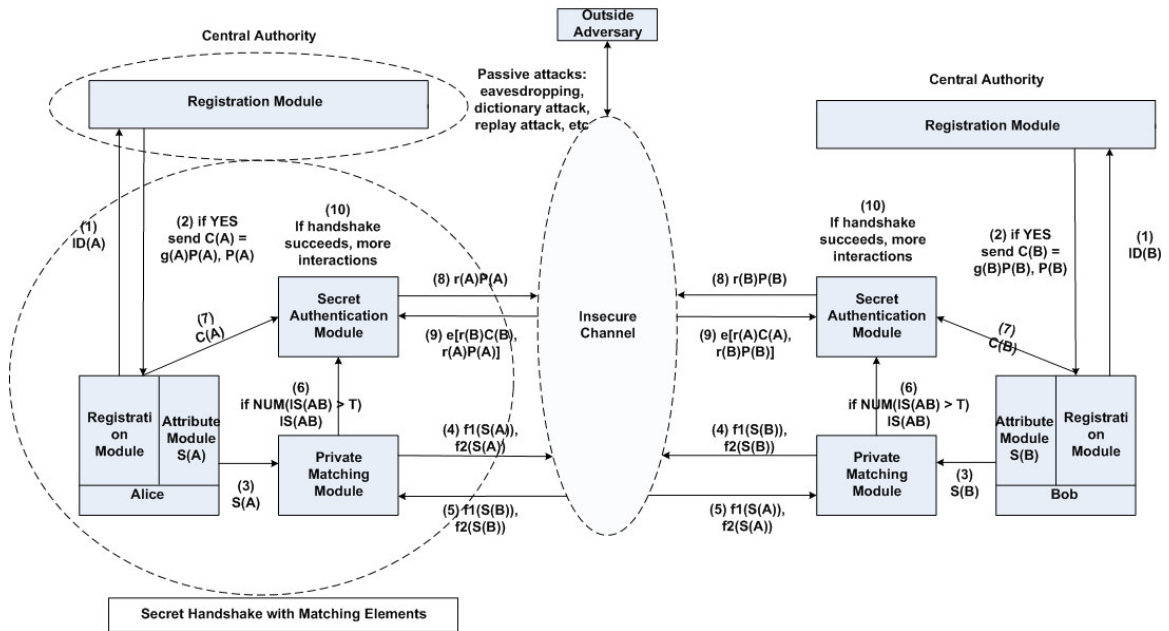 Outside
Adversary
Central Authority
Registration Module
Passive attacks:
eavesdropping,
dictionary attack,
replay attack, etc
Central Authority
Registration Module
(1)
ID(A)
(2) if YES
send C(A) =
g(A)P(A), P(A)
(10)
If handshake
succeeds, more
interactions
(10)
If handshake
succeeds, more
interactions
(2) if YES
send C(B) =
g(B)P(B), P(B)
(1)
ID(B)
(7)
C(A)
Secret
Authentication
Module
(8) r(A)P(A)
(9) e[r(B)C(B),
r(A)P(A)]
Insecure
Channel
(8) r(B)P(B)
(9) e[r(A)C(A),
r(B)P(B)]
Secret
Authentication
Module
(7)
C(B)
Registrati
on
Module
Attribute
Module
S(A)
Alice
(3)
S(A)
(6)
if NUM(IS(AB) > T)
IS(AB)
Private
Matching
Module
(4) f1(S(A)),
f2(S(A))
(5) f1(S(B)),
f2(S(B))
(4) f1(S(B)),
f2(S(B))
(5) f1(S(A)),
f2(S(A))
(6)
if NUM(IS(AB) > T)
IS(AB)
Private
Matching
Module
(3)
S(B)
Attribute
Module
S(B)
Registrati
on
Module
Bob
Secret Handshake with Matching Elements